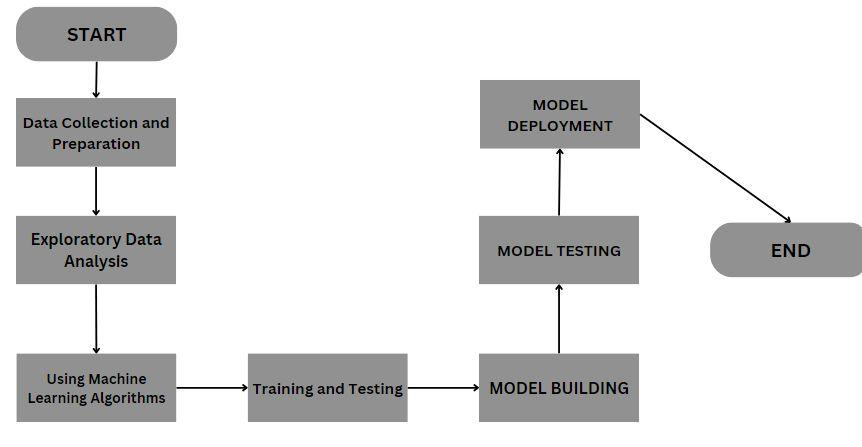 START
Data Collection and
Preparation
Exploratory Data
Analysis
Using Machine
Learning Algorithms
Training and Testing
MODEL BUILDING
MODEL TESTING
MODEL
DEPLOYMENT
END